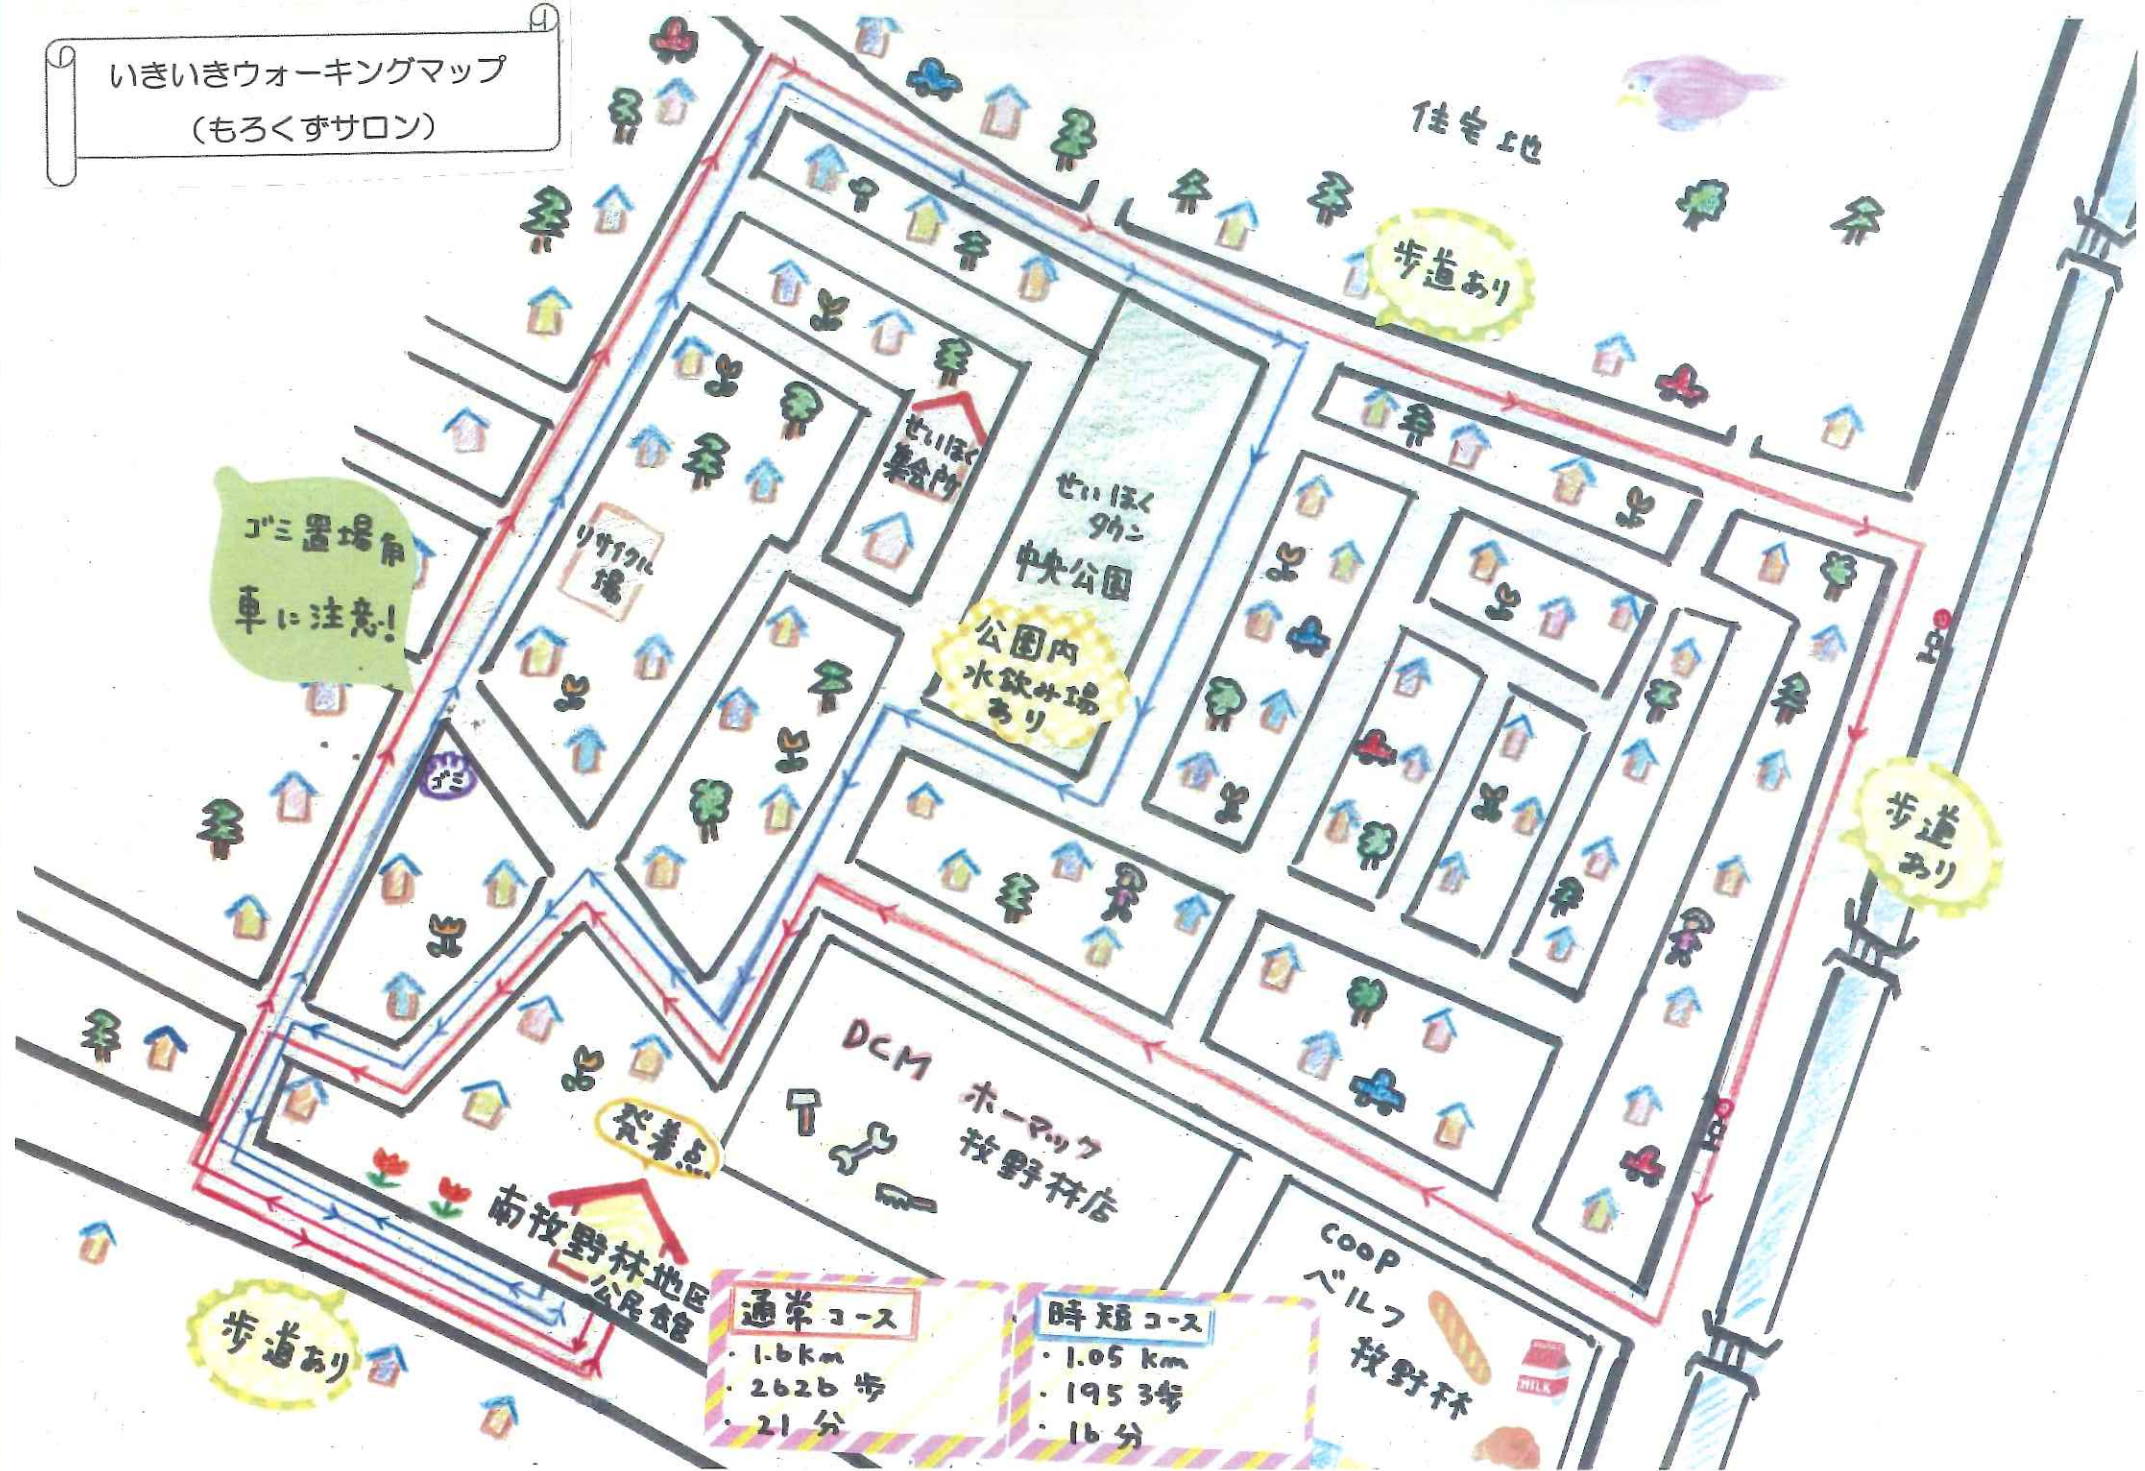 いきいきウォーキングマップ
（もろくずサロン）
住宅地
歩道あり
せいほく
集会所
せいほく
タウン
中央公園
公園内
水飲み場
あり
リサイクル
場
ゴミ置場有
車に注意!
ゴミ
歩道
あり
DCM ホーマック
牧野林店
発着点
南牧野林地区
公民館
COOP
ベルフ
牧野林
MILK
歩道あり
通常コース
・1.6km
・2626歩
・21分
時短コース
・1.05km
・1953歩
・16分